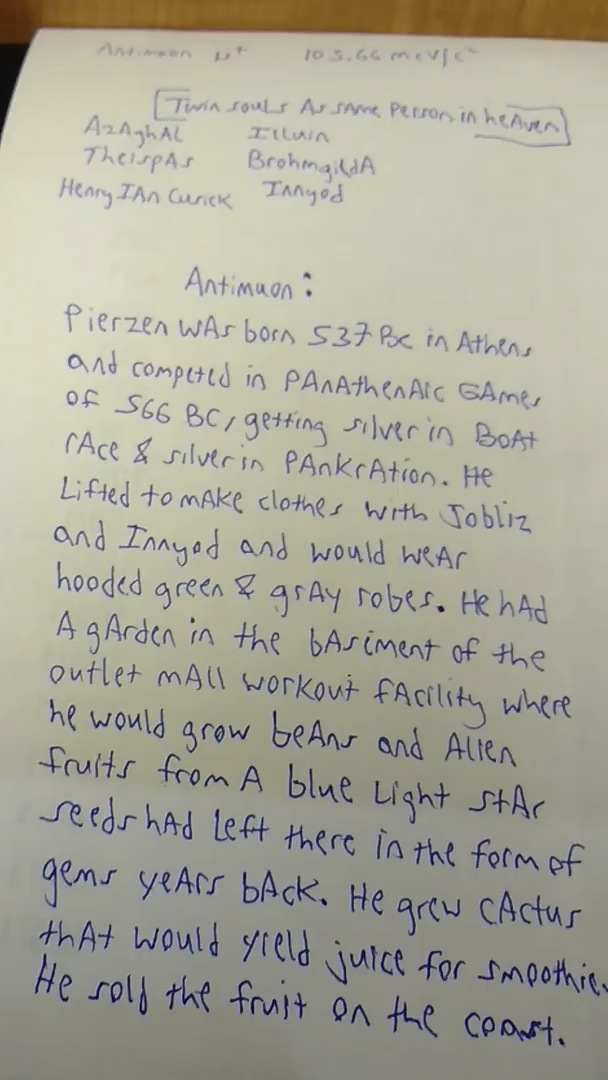 Antimuon μ+ 105.66 meV/c²
Twin souls As same Person in heAven
AzAghAL Illuin
TheispAs BrohmgildA
Henry IAn Curick Innyod
Antimuon:
Pierzen wAs born 537 BC in Athens
and competed in PAnAthenAic GAmes
of 566 BC, getting silver in BoAt
rAce & silver in PAnkrAtion. He
Lifted to mAke clothes with Jobliz
and Innyod and would weAr
hooded green & grAy robes. He hAd
A gArden in the bAsiment of the
outlet mAll workout fAcility where
he would grow beAns and Alien
fruits from A blue Light stAr
seeds hAd Left there in the form of
gems yeArs bAck. He grew cActus
thAt would yield juice for smoothie.
He sold the fruit on the coast.